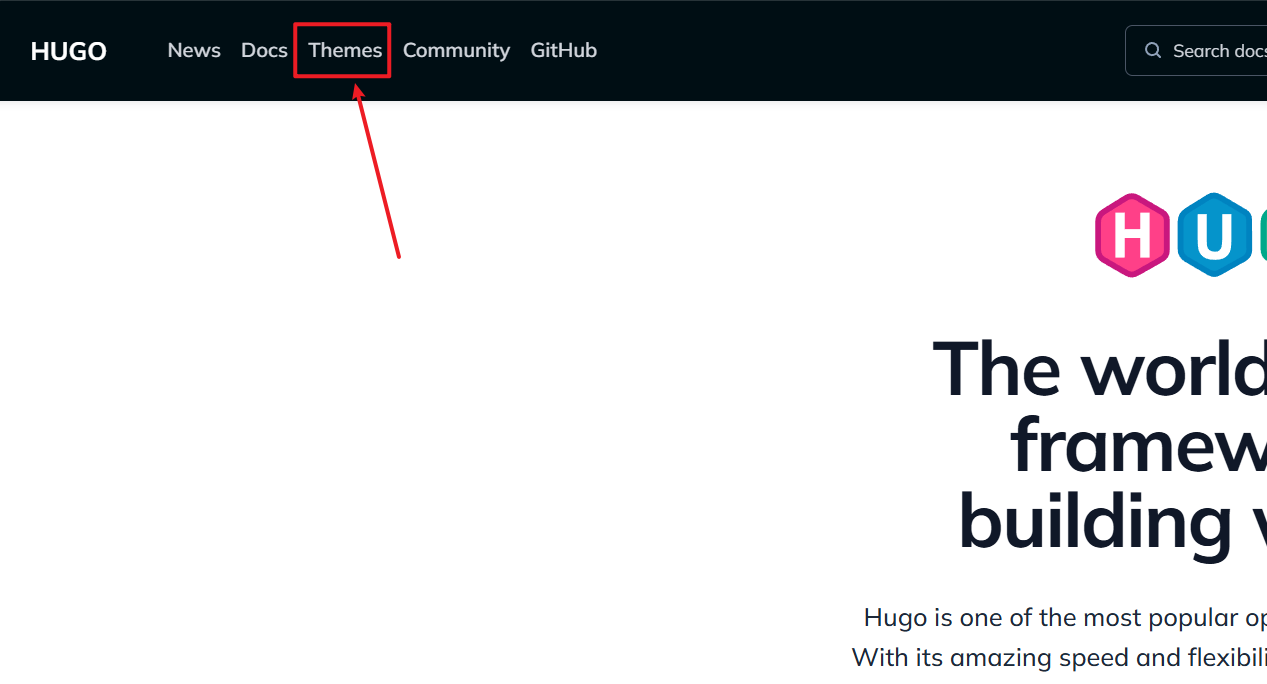 HUGO News Docs Themes Community GitHub Search docs
HU
The world
framew
building
Hugo is one of the most popular op
With its amazing speed and flexibili